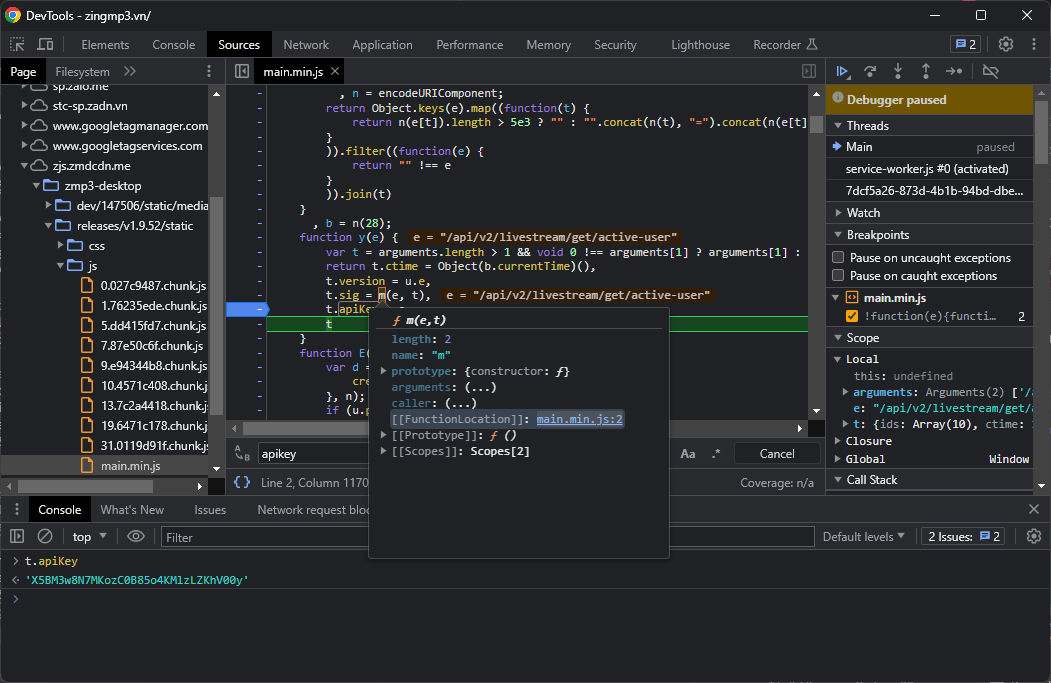 DevTools - zingmp3.vn/
Elements Console Sources Network Application Performance Memory Security Lighthouse Recorder 2
Page Filesystem
main.min.js
sp.zalo.me
stc-sp.zadn.vn
www.googletagmanager.com
www.googletagservices.com
zjs.zmdcdn.me
zmp3-desktop
dev/147506/static/media
releases/v1.9.52/static
css
js
0.027c9487.chunk.js
1.76235ede.chunk.js
5.dd415fd7.chunk.js
7.87e50c6f.chunk.js
9.e94344b8.chunk.js
10.4571c408.chunk.js
13.7c2a4418.chunk.js
19.6471c178.chunk.js
31.0119d91f.chunk.js
main.min.js
, n = encodeURIComponent;
return Object.keys(e).map((function(t) {
return n(e[t]).length > 5e3 ? "" : "".concat(n(t), "=").concat(n(e[t]
}
)).filter((function(e) {
return "" !== e
}
)).join(t)
}
, b = n(28);
function y(e) { e = "/api/v2/livestream/get/active-user"
var t = arguments.length > 1 && void 0 !== arguments[1] ? arguments[1] :
return t.ctime = Object(b.currentTime)(),
t.version = u.e,
t.sig = m(e, t), e = "/api/v2/livestream/get/active-user"
t.apiKe
t
}
function E(
var d =
cre
}, n);
if (u.p
ƒ m(e,t)
length: 2
name: "m"
prototype: {constructor: ƒ}
arguments: (...)
caller: (...)
[[FunctionLocation]]: main.min.js:2
[[Prototype]]: ƒ ()
[[Scopes]]: Scopes[2]
apikey
Aa .* Cancel
{} Line 2, Column 1170
Coverage: n/a
Debugger paused
Threads
Main paused
service-worker.js #0 (activated)
7dcf5a26-873d-4b1b-94bd-dbe...
Watch
Breakpoints
Pause on uncaught exceptions
Pause on caught exceptions
main.min.js
!function(e){functi... 2
Scope
Local
this: undefined
arguments: Arguments(2) ['/
e: "/api/v2/livestream/get/
t: {ids: Array(10), ctime:
Closure
Global Window
Call Stack
Console What's New Issues Network request bloc
top Filter Default levels 2 Issues: 2
> t.apiKey
'X5BM3w8N7MKozC0B85o4KMlzLZKhV00y'
>